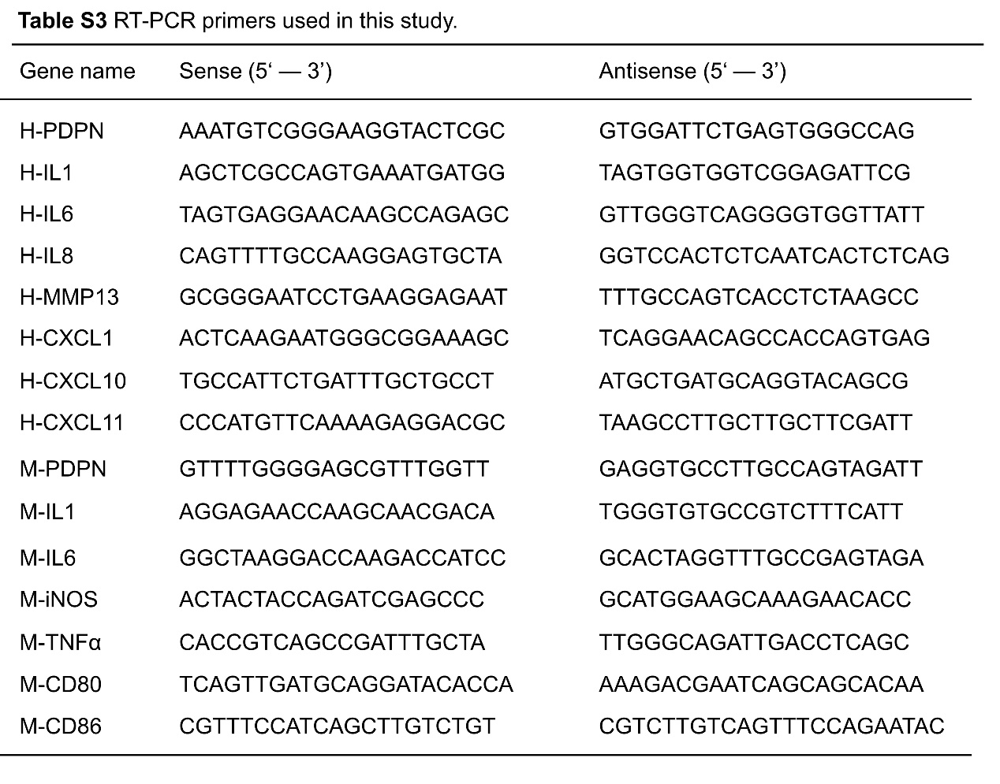 Table S3 RT-PCR primers used in this study.
Gene name Sense (5‘ — 3’) Antisense (5‘ — 3’)
H-PDPN AAATGTCGGGAAGGTACTCGC GTGGATTCTGAGTGGGCCAG
H-IL1 AGCTCGCCAGTGAAATGATGG TAGTGGTGGTCGGAGATTCG
H-IL6 TAGTGAGGAACAAGCCAGAGC GTTGGGTCAGGGGTGGTTATT
H-IL8 CAGTTTTGCCAAGGAGTGCTA GGTCCACTCTCAATCACTCTCAG
H-MMP13 GCGGGAATCCTGAAGGAGAAT TTTGCCAGTCACCTCTAAGCC
H-CXCL1 ACTCAAGAATGGGCGGAAAGC TCAGGAACAGCCACCAGTGAG
H-CXCL10 TGCCATTCTGATTTGCTGCCT ATGCTGATGCAGGTACAGCG
H-CXCL11 CCCATGTTCAAAAGAGGACGC TAAGCCTTGCTTGCTTCGATT
M-PDPN GTTTTGGGGAGCGTTTGGTT GAGGTGCCTTGCCAGTAGATT
M-IL1 AGGAGAACCAAGCAACGACA TGGGTGTGCCGTCTTTCATT
M-IL6 GGCTAAGGACCAAGACCATCC GCACTAGGTTTGCCGAGTAGA
M-iNOS ACTACTACCAGATCGAGCCC GCATGGAAGCAAAGAACACC
M-TNFα CACCGTCAGCCGATTTGCTA TTGGGCAGATTGACCTCAGC
M-CD80 TCAGTTGATGCAGGATACACCA AAAGACGAATCAGCAGCACAA
M-CD86 CGTTTCCATCAGCTTGTCTGT CGTCTTGTCAGTTTCCAGAATAC